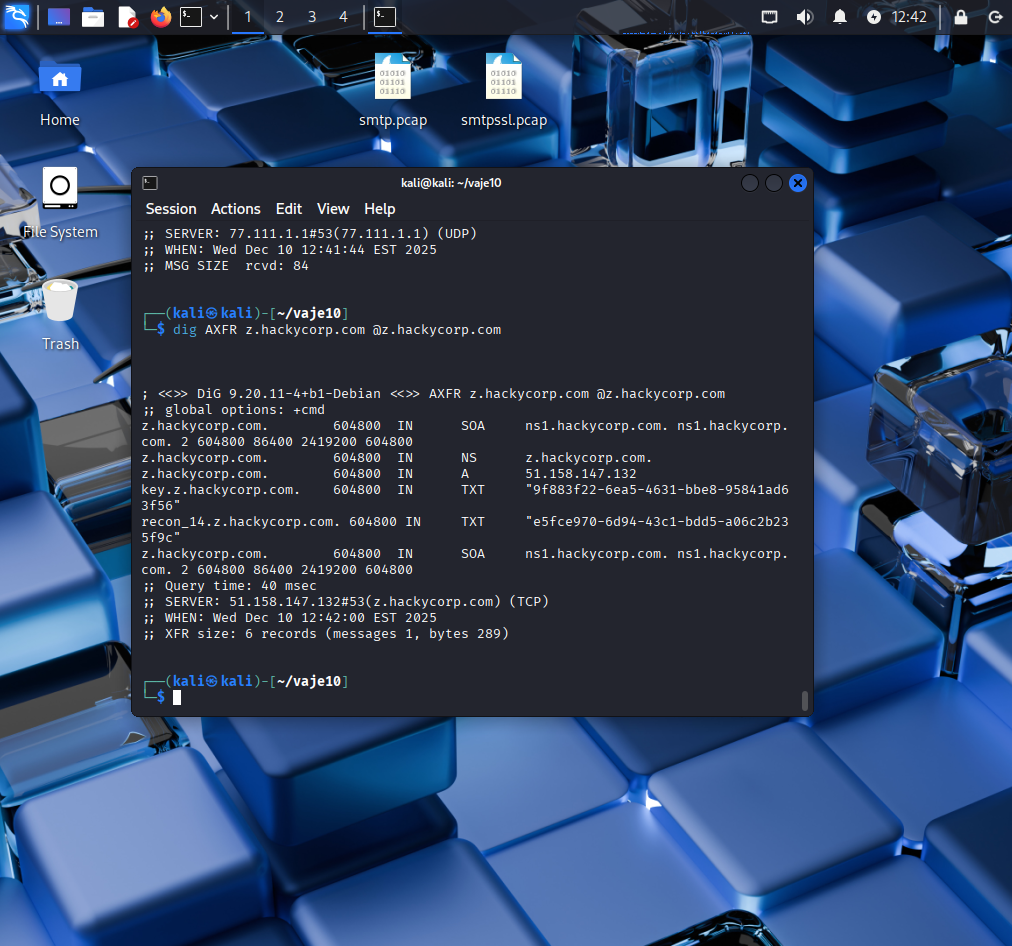 1 2 3 4 12:42
Home
smtp.pcap
smtpssl.pcap
File System
Trash
kali@kali: ~/vaje10
Session Actions Edit View Help
;; SERVER: 77.111.1.1#53(77.111.1.1) (UDP)
;; WHEN: Wed Dec 10 12:41:44 EST 2025
;; MSG SIZE  rcvd: 84
┌──(kali㉿kali)-[~/vaje10]
└─$ dig AXFR z.hackycorp.com @z.hackycorp.com
; <<>> DiG 9.20.11-4+b1-Debian <<>> AXFR z.hackycorp.com @z.hackycorp.com
;; global options: +cmd
z.hackycorp.com.        604800  IN      SOA     ns1.hackycorp.com. ns1.hackycorp.
com. 2 604800 86400 2419200 604800
z.hackycorp.com.        604800  IN      NS      z.hackycorp.com.
z.hackycorp.com.        604800  IN      A       51.158.147.132
key.z.hackycorp.com.    604800  IN      TXT     "9f883f22-6ea5-4631-bbe8-95841ad6
3f56"
recon_14.z.hackycorp.com. 604800 IN     TXT     "e5fce970-6d94-43c1-bdd5-a06c2b23
5f9c"
z.hackycorp.com.        604800  IN      SOA     ns1.hackycorp.com. ns1.hackycorp.
com. 2 604800 86400 2419200 604800
;; Query time: 40 msec
;; SERVER: 51.158.147.132#53(z.hackycorp.com) (TCP)
;; WHEN: Wed Dec 10 12:42:00 EST 2025
;; XFR size: 6 records (messages 1, bytes 289)
┌──(kali㉿kali)-[~/vaje10]
└─$